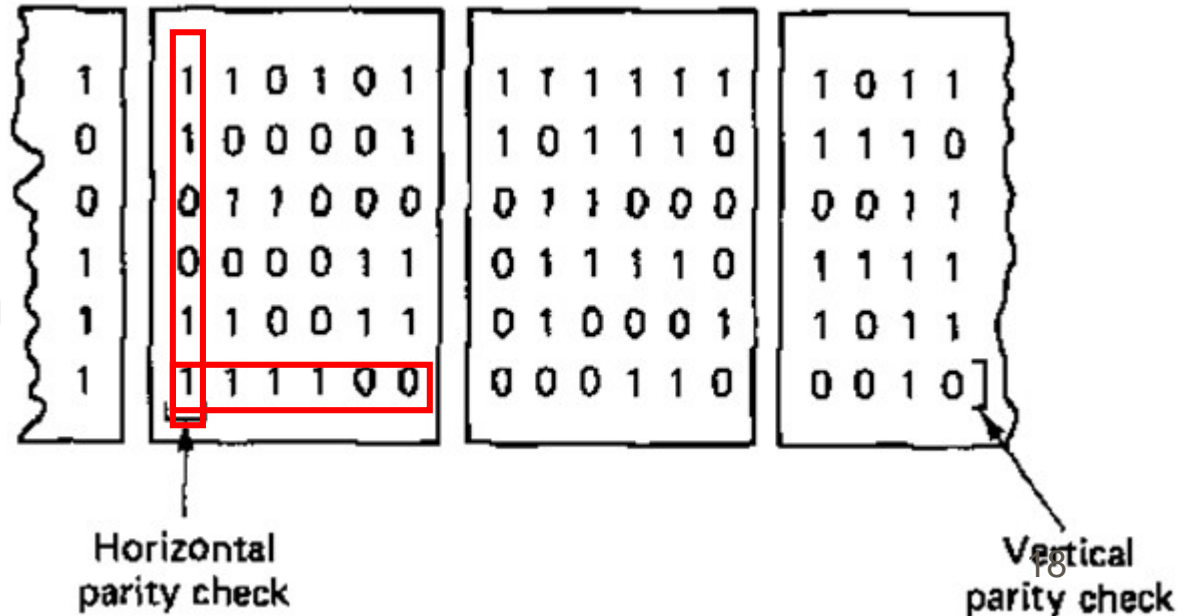 1 1 1 0 1 0 1 1 1 1 1 1 1 1 0 1 1
0 1 0 0 0 0 1 1 0 1 1 1 0 1 1 1 0
0 0 1 1 0 0 0 0 1 1 0 0 0 0 0 1 1
1 0 0 0 0 1 1 0 1 1 1 1 0 1 1 1 1
1 1 1 0 0 1 1 0 1 0 0 0 1 1 0 1 1
1 1 1 1 1 0 0 0 0 0 1 1 0 0 0 1 0
Horizontal
parity check
Vertical
18
parity check